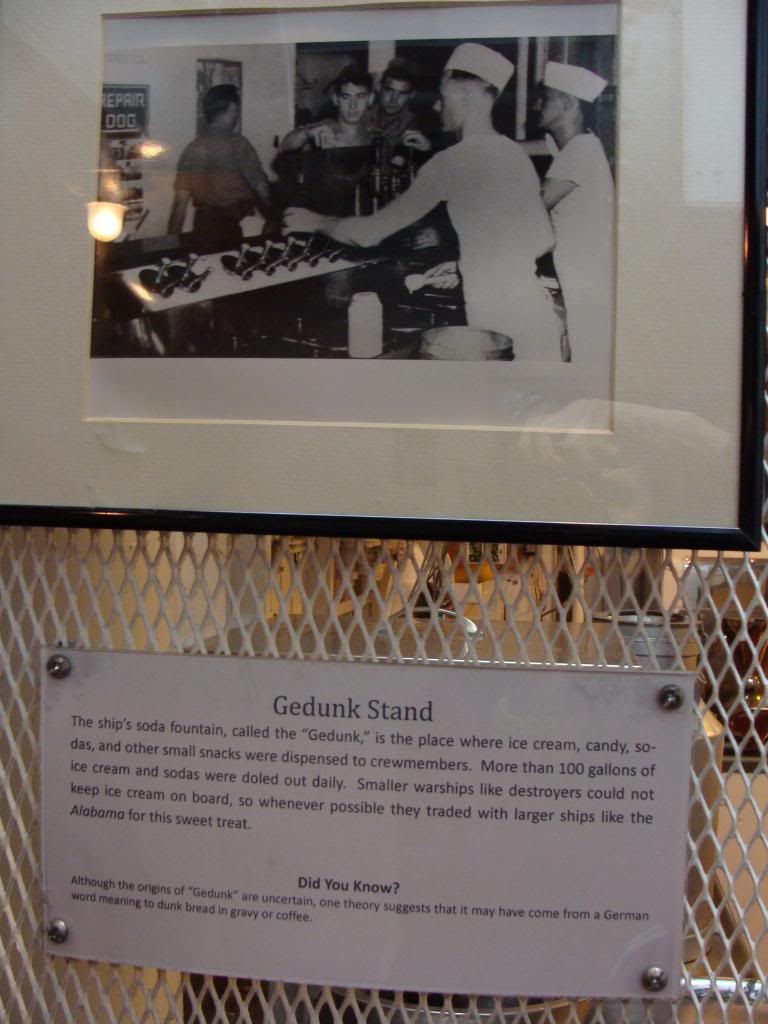 REPAIR
DOG
Gedunk Stand
The ship's soda fountain, called the "Gedunk," is the place where ice cream, candy, so-
das, and other small snacks were dispensed to crewmembers. More than 100 gallons of
ice cream and sodas were doled out daily. Smaller warships like destroyers could not
keep ice cream on board, so whenever possible they traded with larger ships like the
Alabama for this sweet treat.
Did You Know?
Although the origins of "Gedunk" are uncertain, one theory suggests that it may have come from a German
word meaning to dunk bread in gravy or coffee.